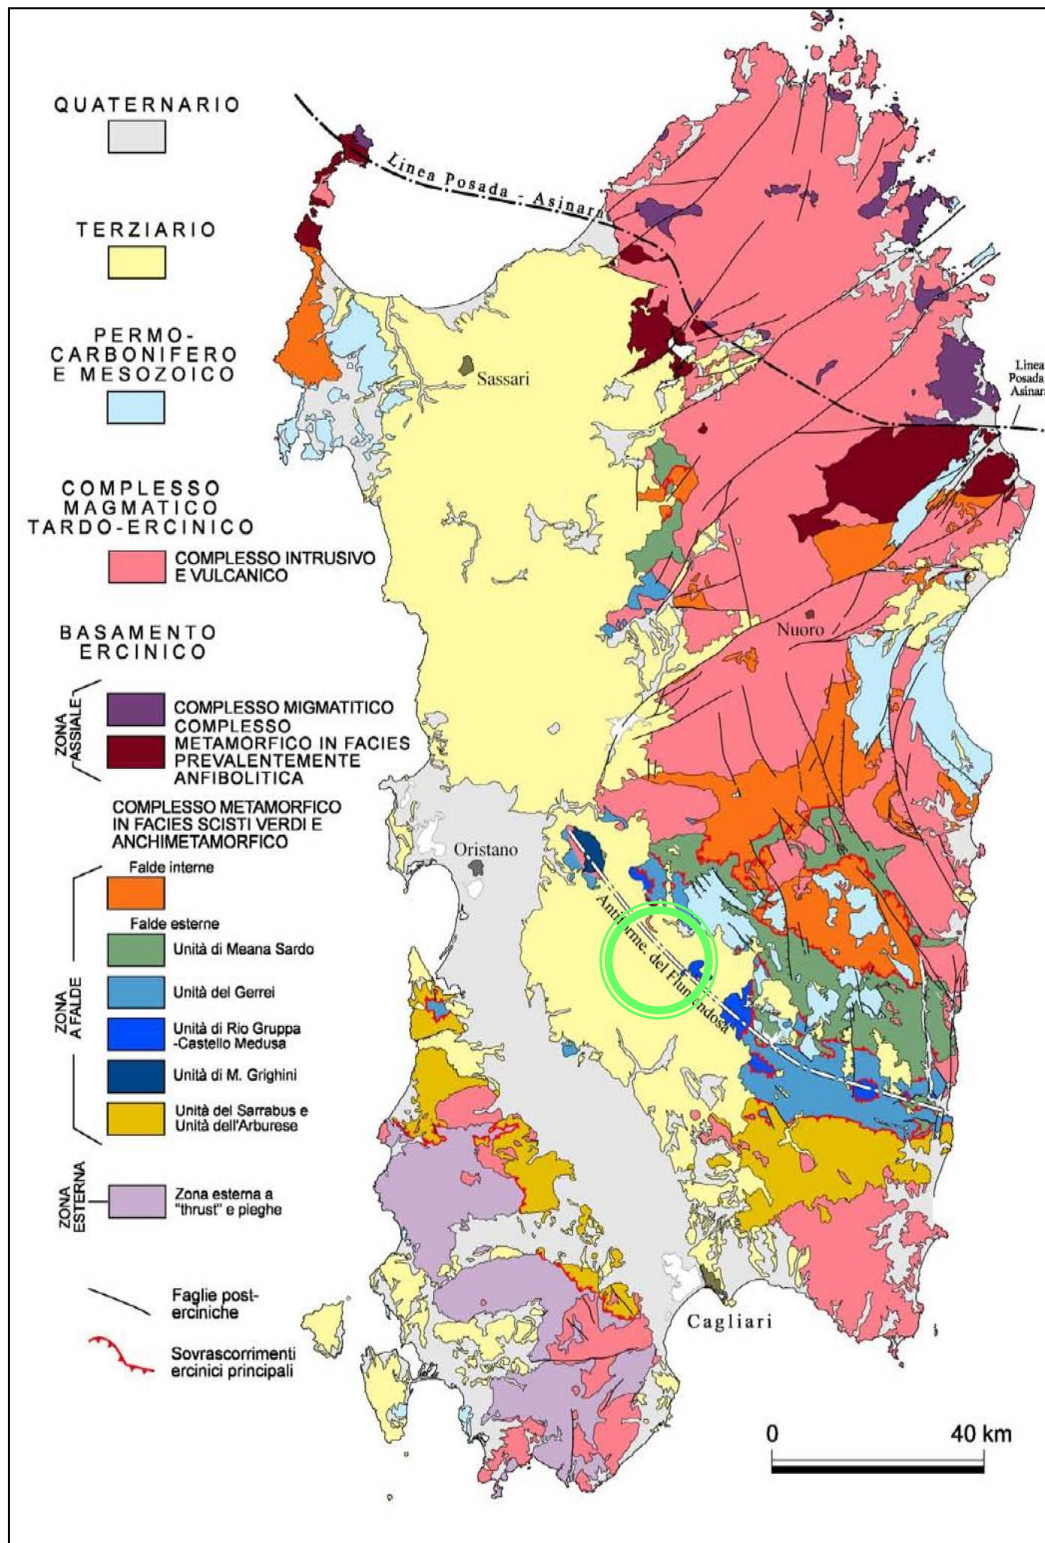 QUATERNARIO
TERZIARIO
PERMO-
CARBONIFERO
E MESOZOICO
COMPLESSO
MAGMATICO
TARDO-ERCINICO
COMPLESSO INTRUSIVO
E VULCANICO
BASAMENTO
ERCINICO
ZONA
ASSIALE
COMPLESSO MIGMATITICO
COMPLESSO
METAMORFICO IN FACIES
PREVALENTEMENTE
ANFIBOLITICA
COMPLESSO METAMORFICO
IN FACIES SCISTI VERDI E
ANCHIMETAMORFICO
ZONA
A FALDE
Falde interne
Falde esterne
Unità di Meana Sardo
Unità del Gerrei
Unità di Rio Gruppa
-Castello Medusa
Unità di M. Grighini
Unità del Sarrabus e
Unità dell'Arburese
ZONA
ESTERNA
Zona esterna a
"thrust" e pieghe
Faglie post-
erciniche
Sovrascorrimenti
ercinici principali
Linea Posada - Asinara
Sassari
Linea
Posada
Asinara
Nuoro
Oristano
Antiforme del Flumendosa
Cagliari
0 40 km